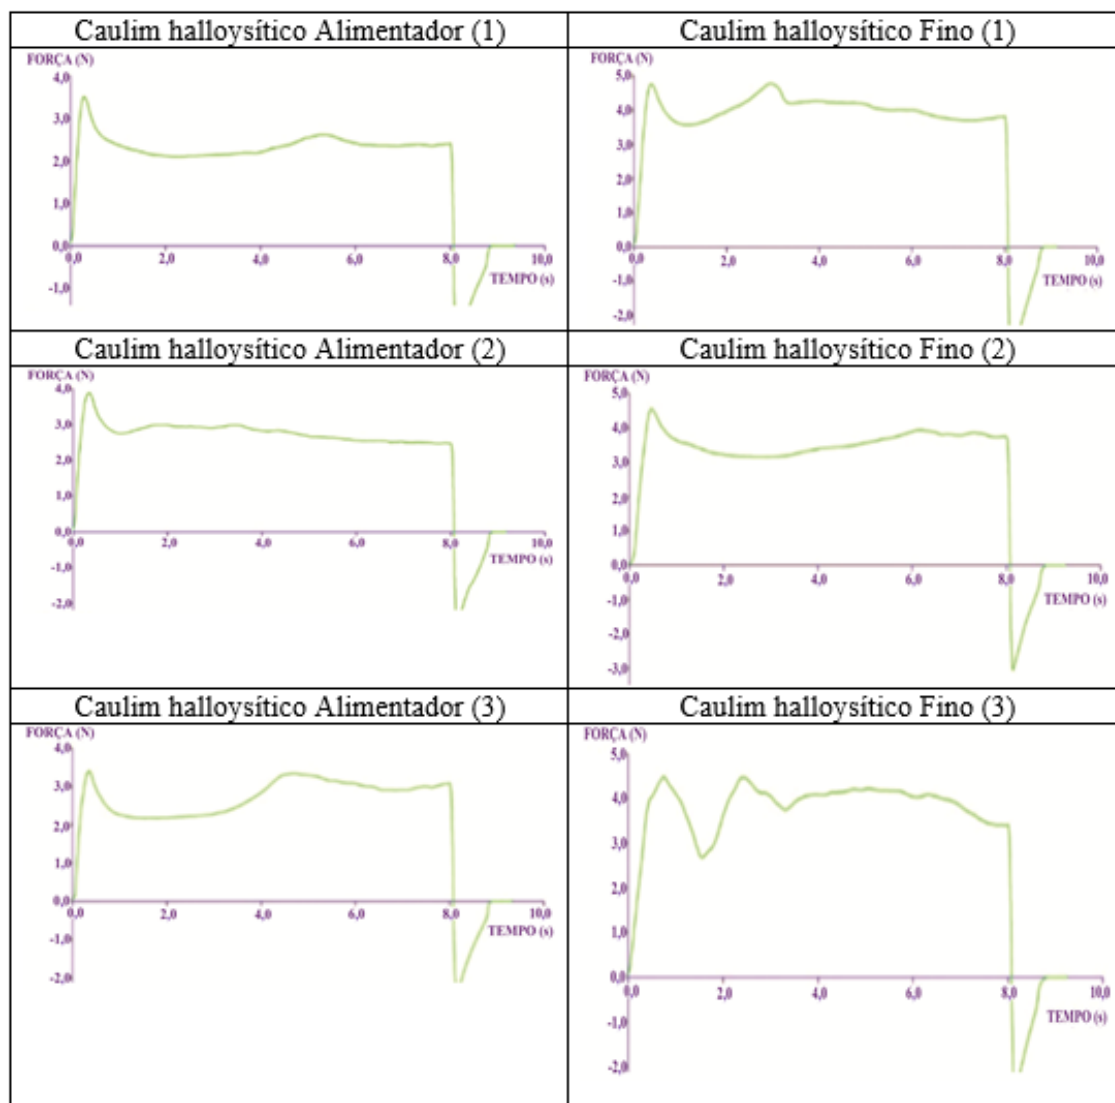 Caulim halloysítico Alimentador (1)
Caulim halloysítico Fino (1)
FORÇA (N)
4,0
3,0
2,0
1,0
0,0
-1,0
0,0 2,0 4,0 6,0 8,0 10,0
TEMPO (s)
FORÇA (N)
5,0
4,0
3,0
2,0
1,0
0,0
-1,0
-2,0
0,0 2,0 4,0 6,0 8,0 10,0
TEMPO (s)
Caulim halloysítico Alimentador (2)
Caulim halloysítico Fino (2)
FORÇA (N)
4,0
3,0
2,0
1,0
0,0
-1,0
-2,0
0,0 2,0 4,0 6,0 8,0 10,0
TEMPO (s)
FORÇA (N)
5,0
4,0
3,0
2,0
1,0
0,0
-1,0
-2,0
-3,0
0,0 2,0 4,0 6,0 8,0 10,0
TEMPO (s)
Caulim halloysítico Alimentador (3)
Caulim halloysítico Fino (3)
FORÇA (N)
4,0
3,0
2,0
1,0
0,0
-1,0
-2,0
0,0 2,0 4,0 6,0 8,0 10,0
TEMPO (s)
FORÇA (N)
5,0
4,0
3,0
2,0
1,0
0,0
-1,0
-2,0
0,0 2,0 4,0 6,0 8,0 10,0
TEMPO (s)